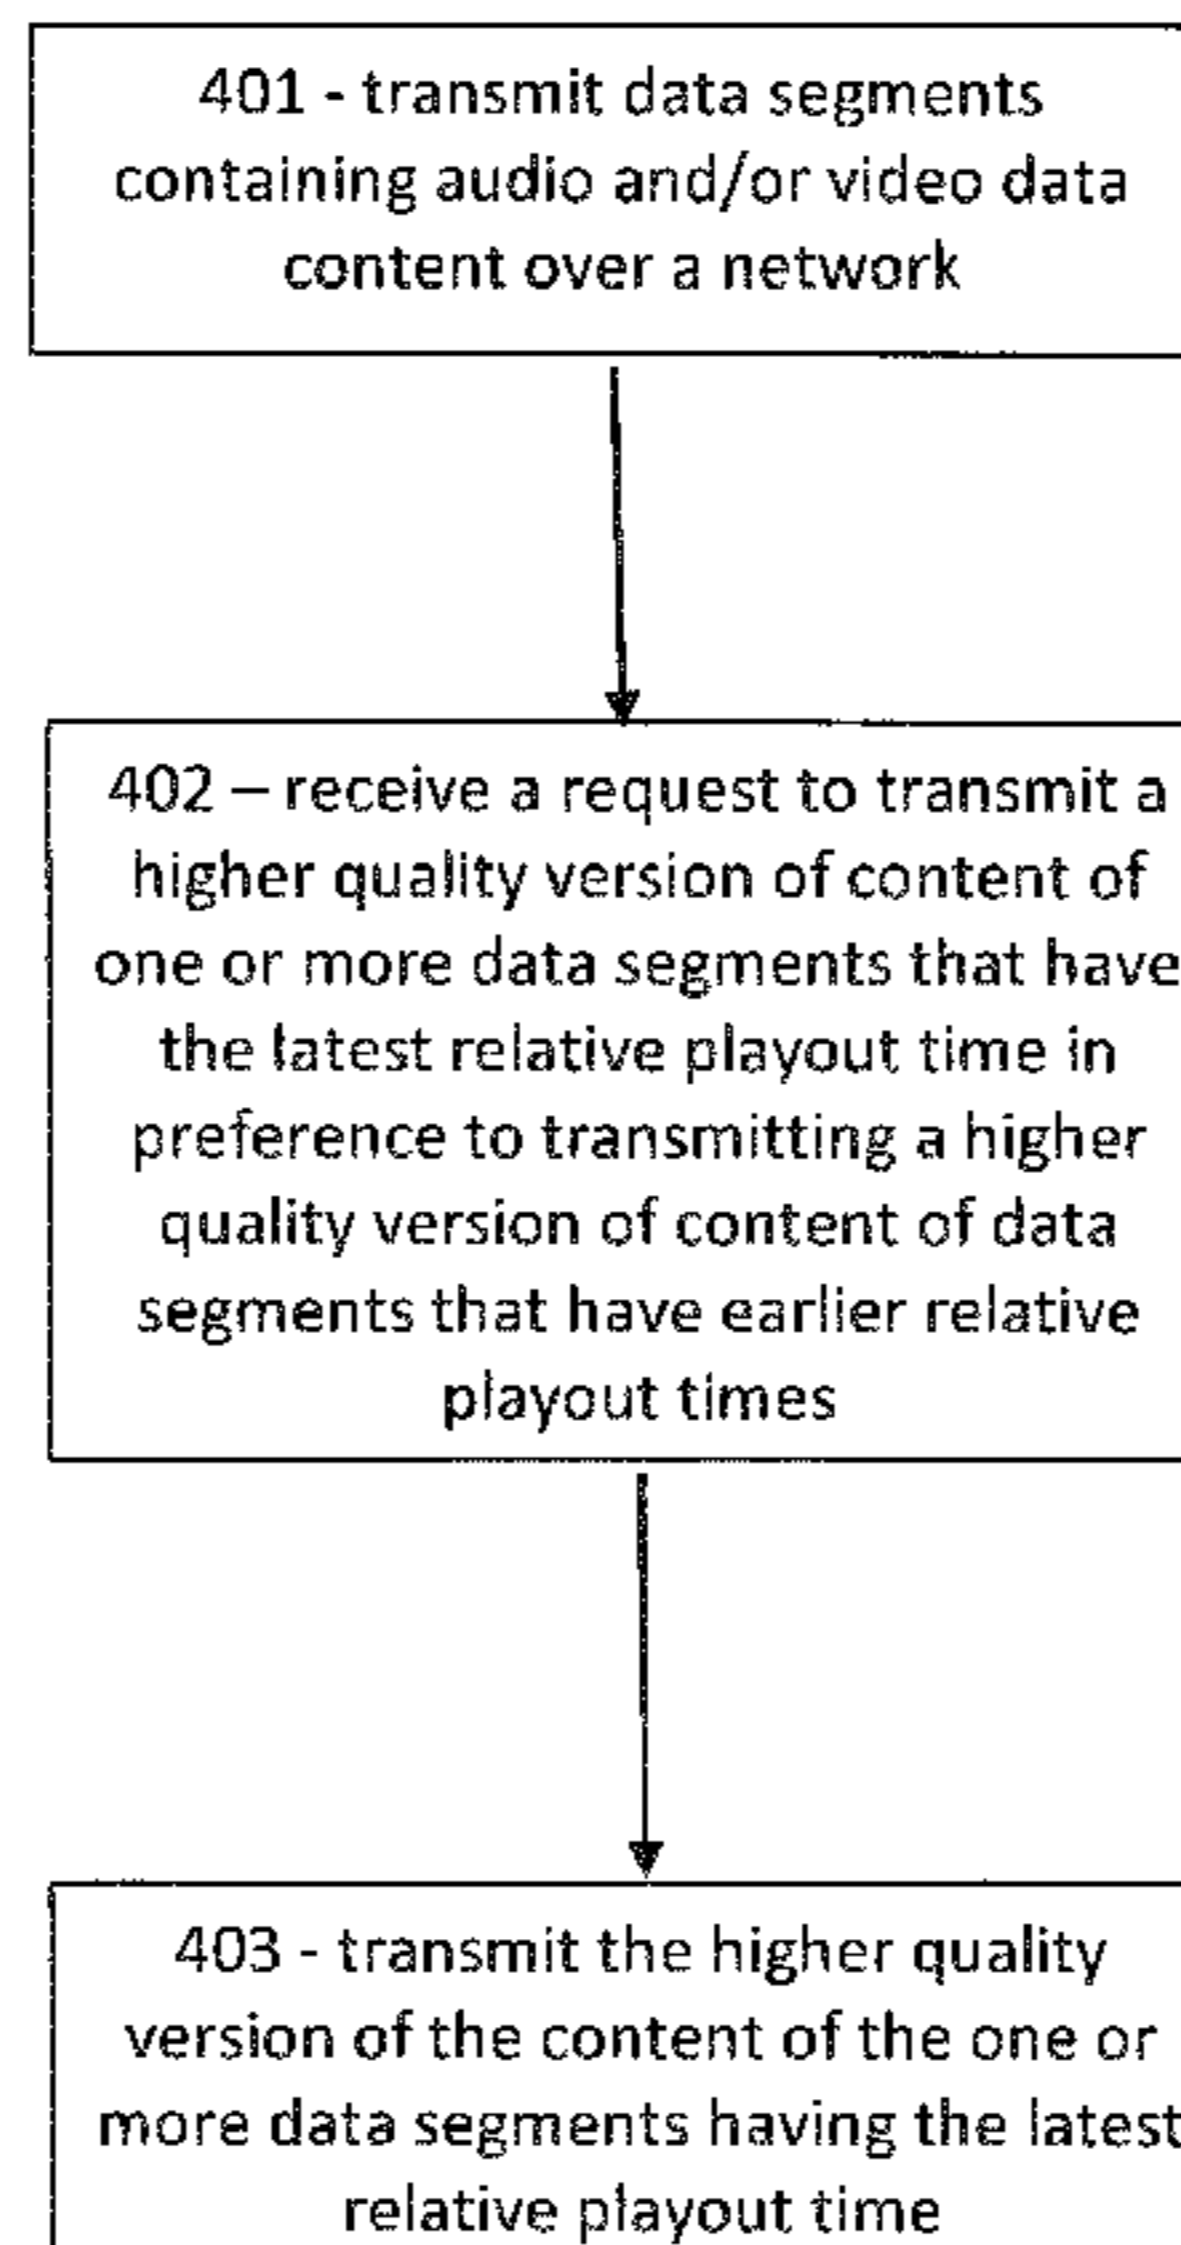 401 - transmit data segments
containing audio and/or video data
content over a network
402 – receive a request to transmit a
higher quality version of content of
one or more data segments that have
the latest relative playout time in
preference to transmitting a higher
quality version of content of data
segments that have earlier relative
playout times
403 - transmit the higher quality
version of the content of the one or
more data segments having the latest
relative playout time